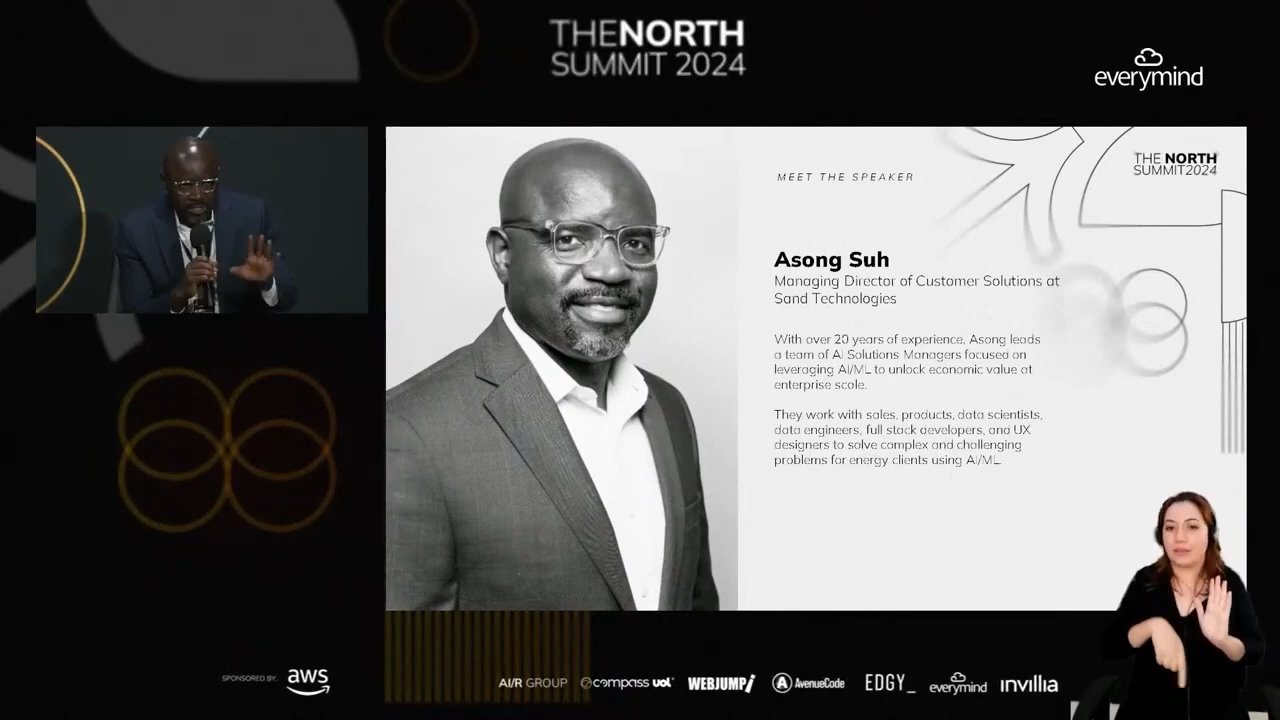 THENORTH
SUMMIT 2024
everymind
MEET THE SPEAKER
THE NORTH
SUMMIT2024
Asong Suh
Managing Director of Customer Solutions at
Sand Technologies
With over 20 years of experience, Asong leads
a team of AI Solutions Managers focused on
leveraging AI/ML to unlock economic value at
enterprise scale.
They work with sales, products, data scientists,
data engineers, full stack developers, and UX
designers to solve complex and challenging
problems for energy clients using AI/ML.
SPONSORED BY: aws
AI/R GROUP compass uol WEBJUMP! AvenueCode EDGY_ everymind invillia